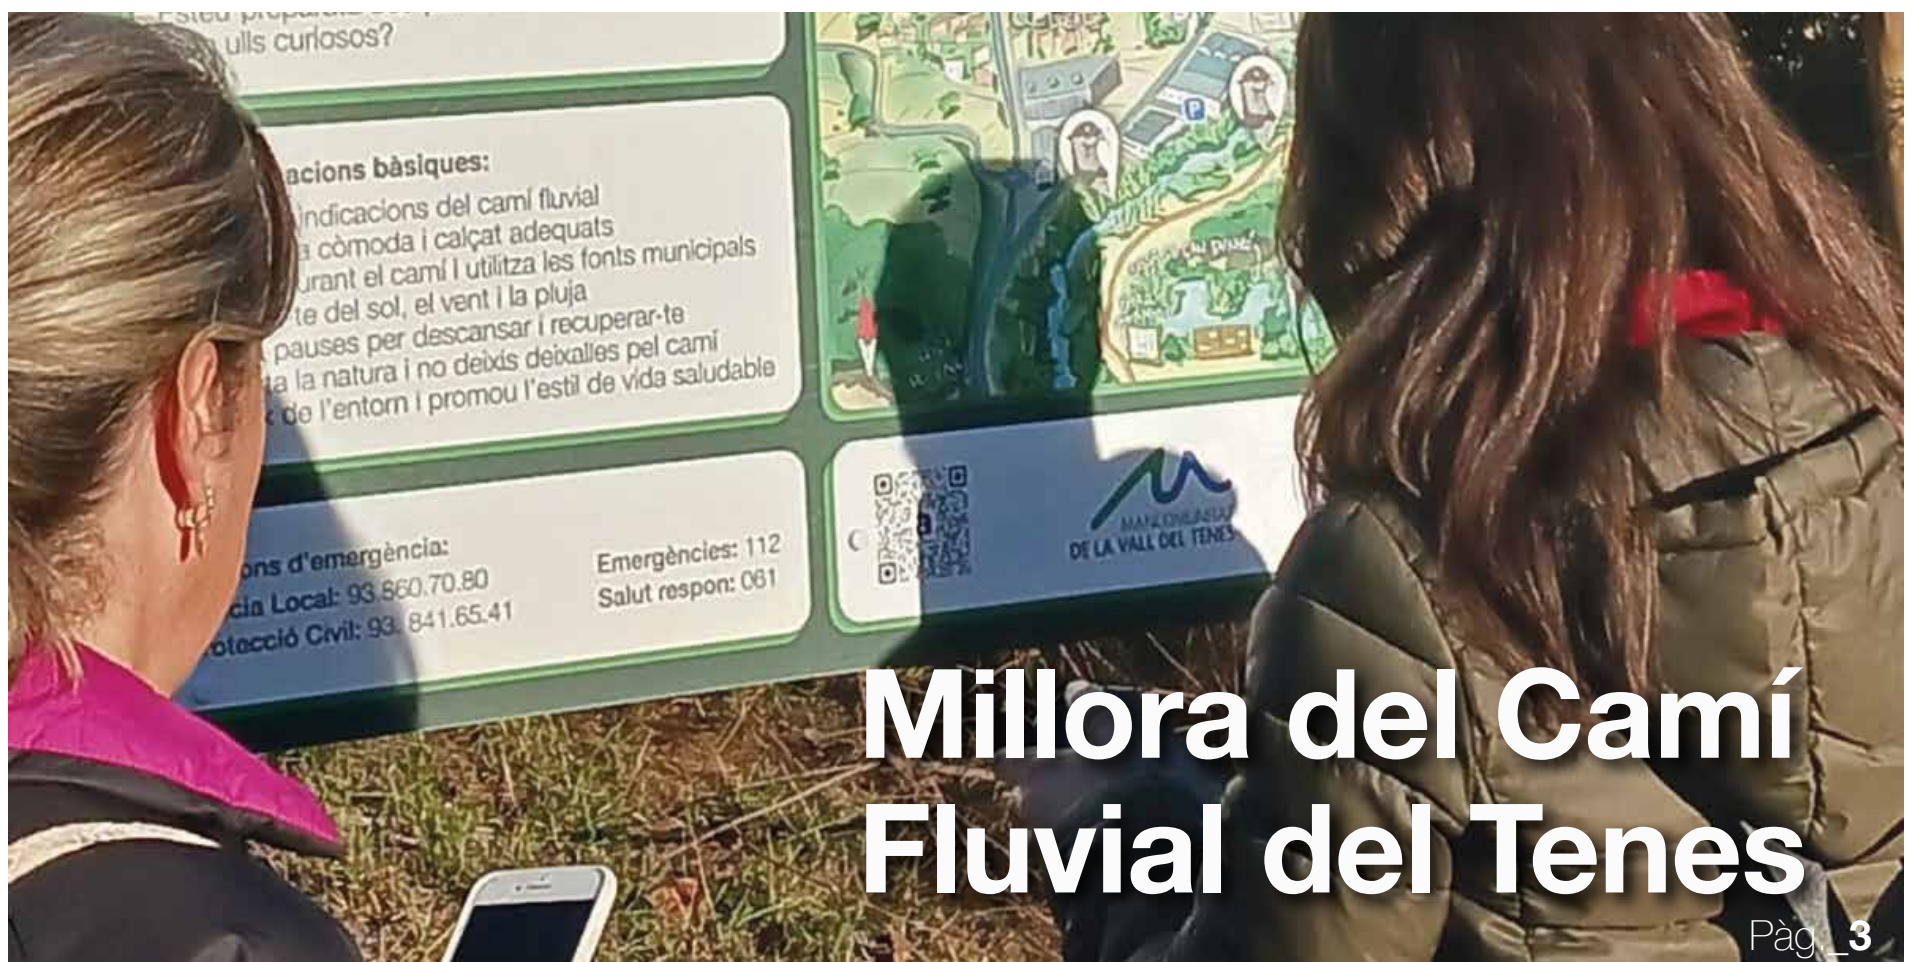 ulls curiosos?
acions bàsiques:
indicacions del camí fluvial
còmoda i calçat adequats
urant el camí i utilitza les fonts municipals
te del sol, el vent i la pluja
pauses per descansar i recuperar-te
ta la natura i no deixis deixalles pel camí
de l'entorn i promou l'estil de vida saludable
ons d'emergència:
cia Local: 93.860.70.80
otecció Civil: 93. 841.65.41
Emergències: 112
Salut respon: 061
P
CAL DUNÉ
MANCOMUNITAT
DE LA VALL DEL TENES
Millora del Camí
Fluvial del Tenes
Pàg._3